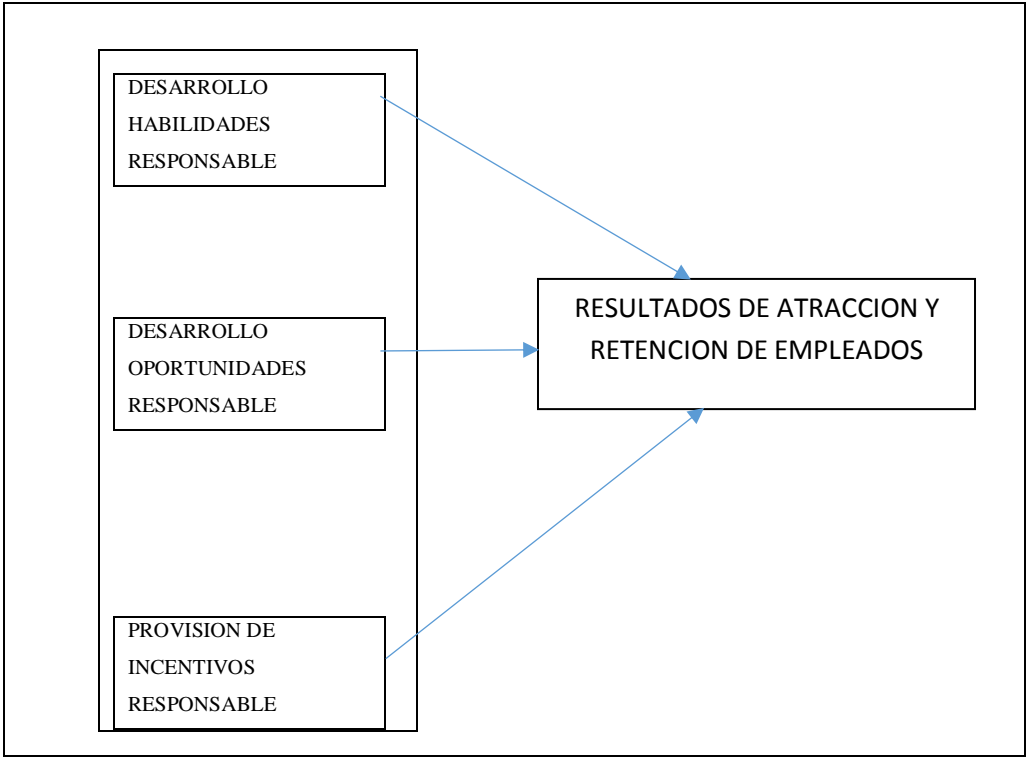 DESARROLLO
HABILIDADES
RESPONSABLE
DESARROLLO
OPORTUNIDADES
RESPONSABLE
PROVISION DE
INCENTIVOS
RESPONSABLE
RESULTADOS DE ATRACCION Y
RETENCION DE EMPLEADOS